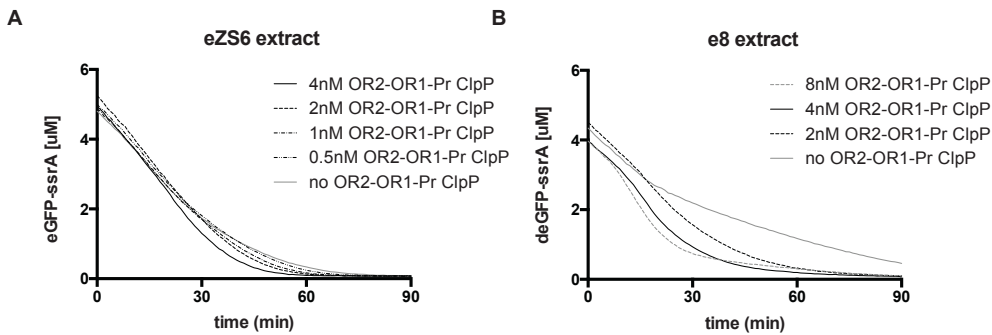 A
eZS6 extract
eGFP-ssrA [uM]
6
4
2
0
0
30
60
90
time (min)
4nM OR2-OR1-Pr ClpP
2nM OR2-OR1-Pr ClpP
1nM OR2-OR1-Pr ClpP
0.5nM OR2-OR1-Pr ClpP
no OR2-OR1-Pr ClpP
B
e8 extract
deGFP-ssrA [uM]
6
4
2
0
0
30
60
90
time (min)
8nM OR2-OR1-Pr ClpP
4nM OR2-OR1-Pr ClpP
2nM OR2-OR1-Pr ClpP
no OR2-OR1-Pr ClpP